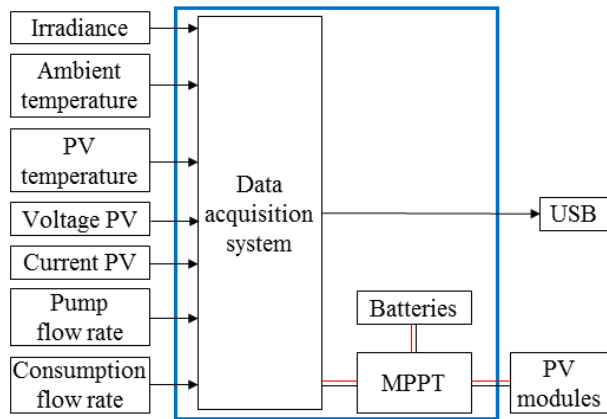 Irradiance
Ambient
temperature
PV
temperature
Voltage PV
Current PV
Pump
flow rate
Consumption
flow rate
Data
acquisition
system
USB
Batteries
MPPT
PV
modules